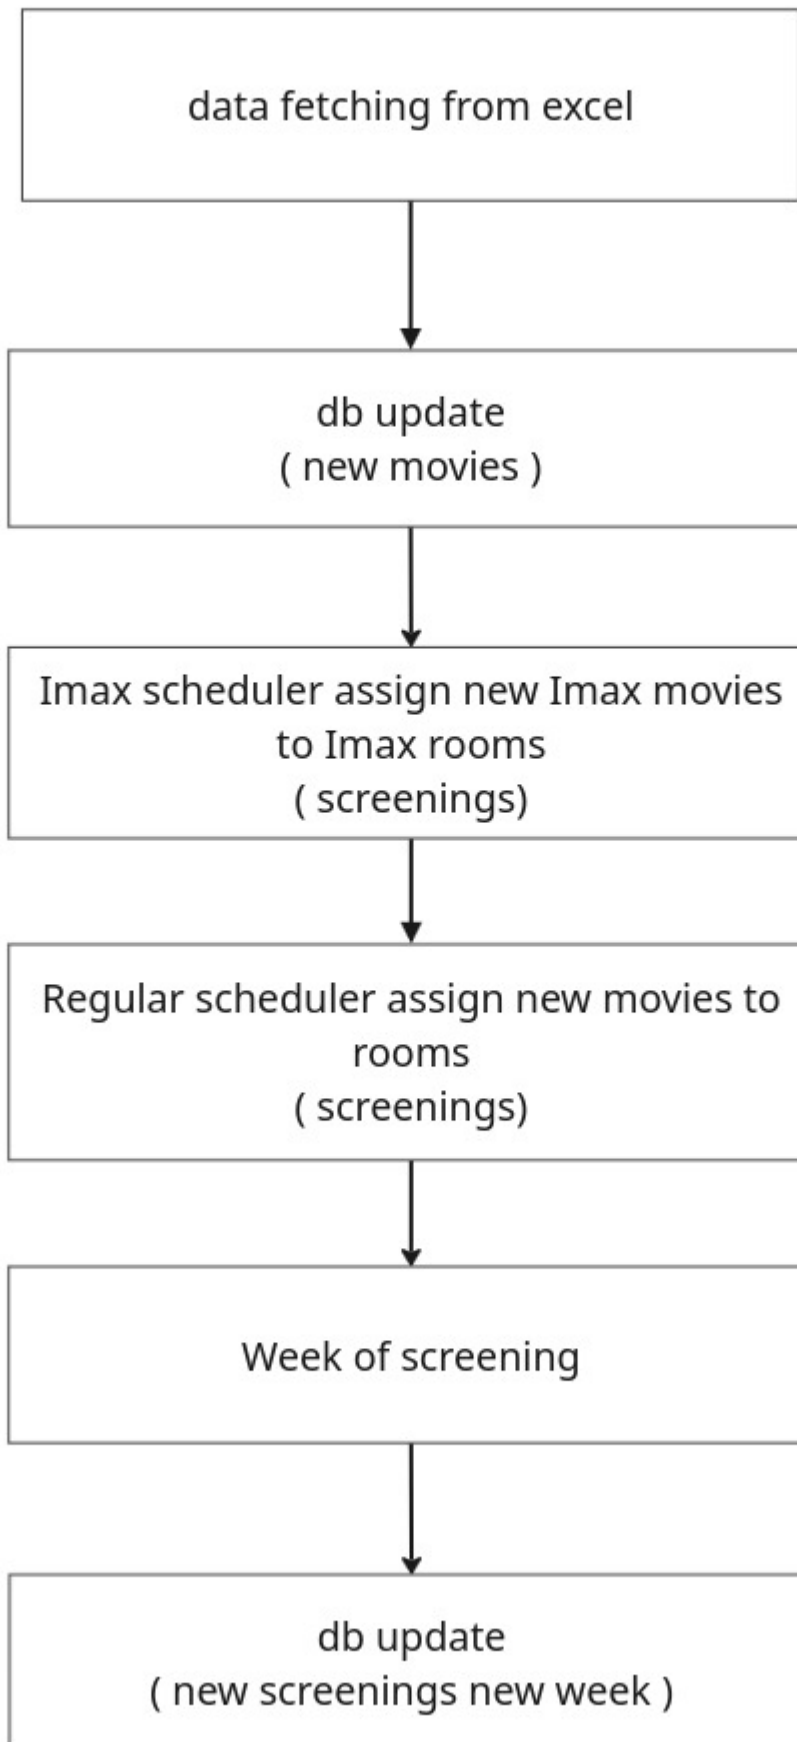 data fetching from excel
db update
( new movies )
Imax scheduler assign new Imax movies
to Imax rooms
( screenings)
Regular scheduler assign new movies to
rooms
( screenings)
Week of screening
db update
( new screenings new week )